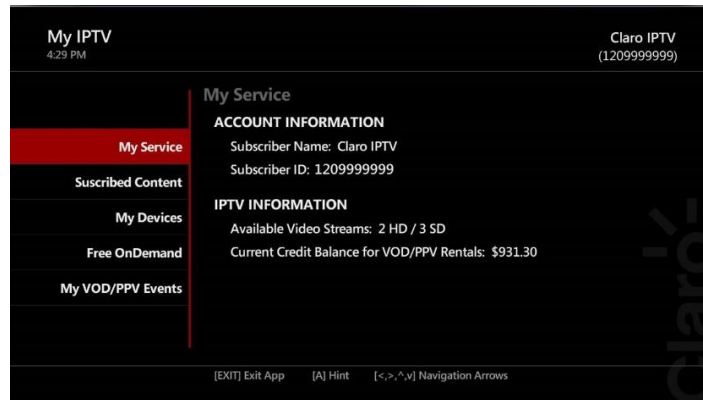 My IPTV
4:29 PM
Claro IPTV
(1209999999)
My Service
Suscribed Content
My Devices
Free OnDemand
My VOD/PPV Events
My Service
ACCOUNT INFORMATION
Subscriber Name: Claro IPTV
Subscriber ID: 1209999999
IPTV INFORMATION
Available Video Streams: 2 HD / 3 SD
Current Credit Balance for VOD/PPV Rentals: $931.30
Claro
[EXIT] Exit App [A] Hint [<,>,^,v] Navigation Arrows